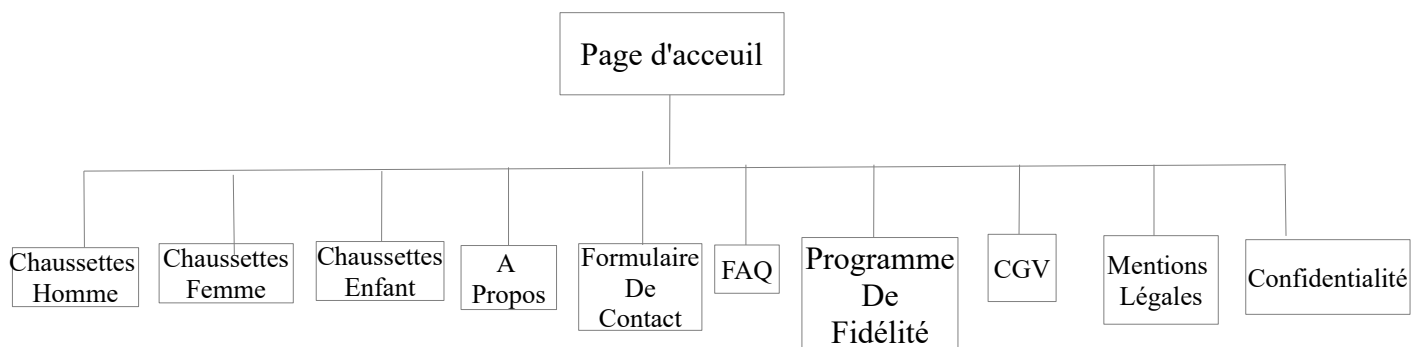 Page d'acceuil
Chaussettes
Homme
Chaussettes
Femme
Chaussettes
Enfant
A
Propos
Formulaire
De
Contact
FAQ
Programme
De
Fidélité
CGV
Mentions
Légales
Confidentialité